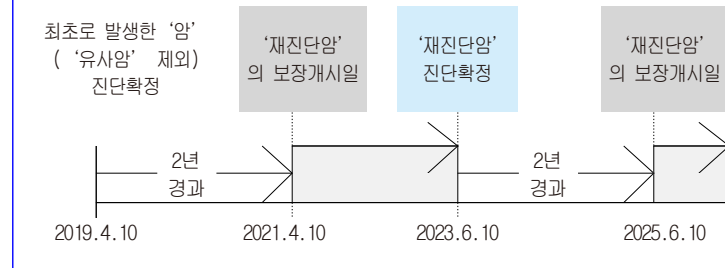 최초로 발생한 ‘암’
( ‘유사암’ 제외)
진단확정
‘재진단암’
의 보장개시일
‘재진단암’
진단확정
‘재진단암’
의 보장개시일
2년
경과
2년
경과
2019.4.10
2021.4.10
2023.6.10
2025.6.10